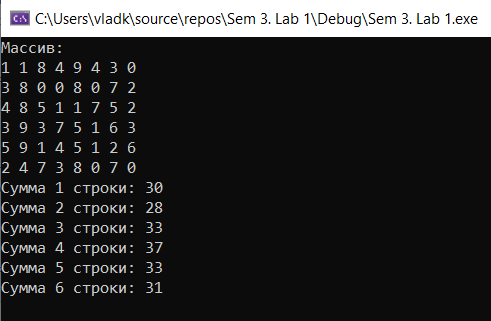 C:\Users\vladk\source\repos\Sem 3. Lab 1\Debug\Sem 3. Lab 1.exe
Массив:
1 1 8 4 9 4 3 0
3 8 0 0 8 0 7 2
4 8 5 1 1 7 5 2
3 9 3 7 5 1 6 3
5 9 1 4 5 1 2 6
2 4 7 3 8 0 7 0
Сумма 1 строки: 30
Сумма 2 строки: 28
Сумма 3 строки: 33
Сумма 4 строки: 37
Сумма 5 строки: 33
Сумма 6 строки: 31